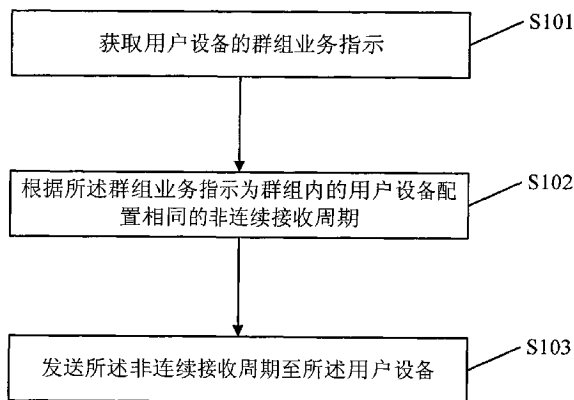 获取用户设备的群组业务指示
S101
根据所述群组业务指示为群组内的用户设备配
置相同的非连续接收周期
S102
发送所述非连续接收周期至所述用户设备
S103